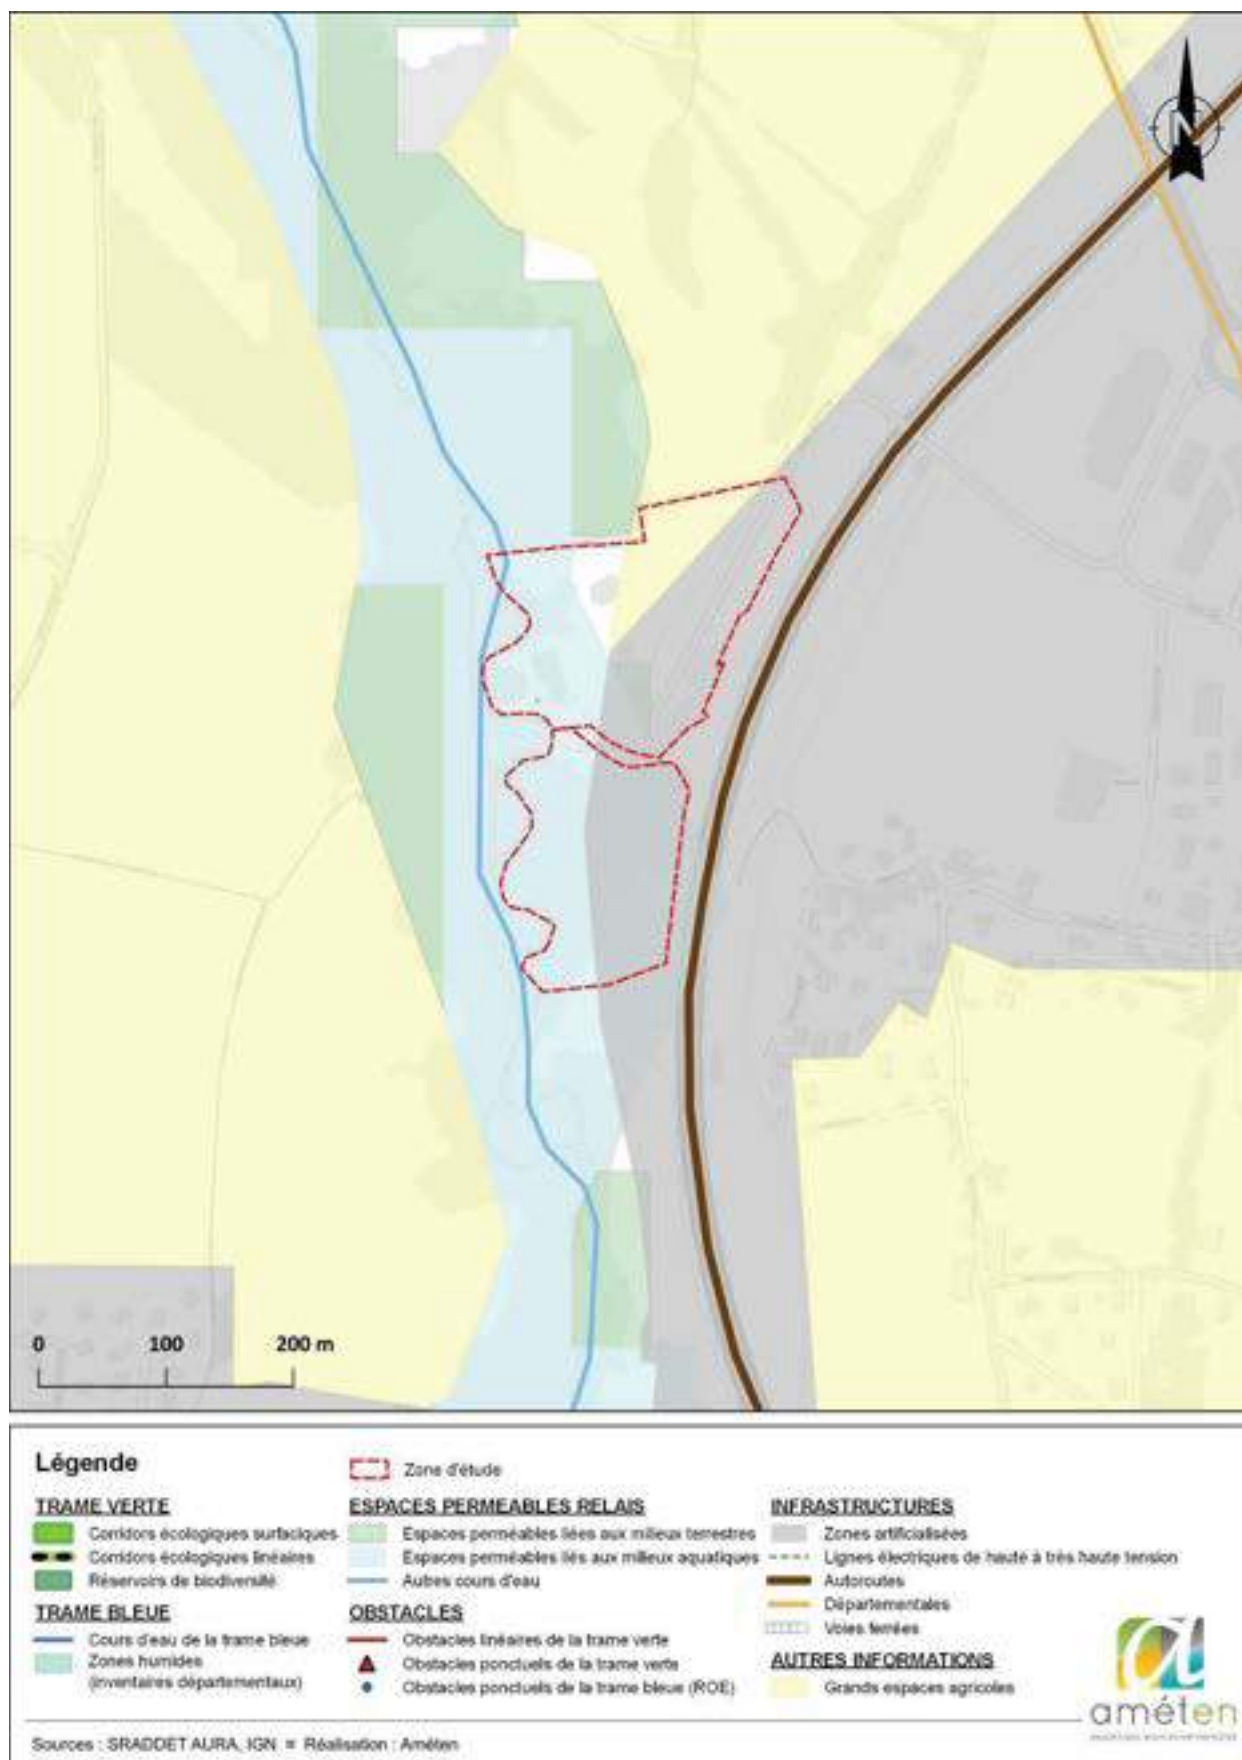 N
0 100 200 m
Légende
Zone d'étude
TRAME VERTE
Corridors écologiques surfaciques
Corridors écologiques linéaires
Réservoirs de biodiversité
TRAME BLEUE
Cours d'eau de la trame bleue
Zones humides
(inventaires départementaux)
ESPACES PERMEABLES RELAIS
Espaces perméables liées aux milieux terrestres
Espaces perméables liés aux milieux aquatiques
Autres cours d'eau
OBSTACLES
Obstacles linéaires de la trame verte
Obstacles ponctuels de la trame verte
Obstacles ponctuels de la trame bleue (ROE)
INFRASTRUCTURES
Zones artificialisées
Lignes électriques de haute à très haute tension
Autoroutes
Départementales
Voies ferrées
AUTRES INFORMATIONS
Grands espaces agricoles
améten
Sources : SRADDET AURA, IGN = Réalisation : Améten